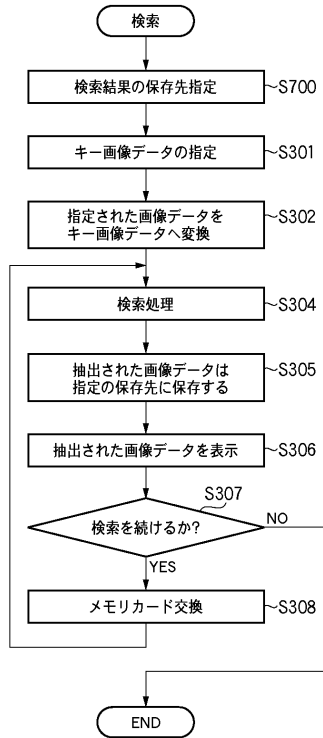 検索
検索結果の保存先指定
S700
キー画像データの指定
S301
指定された画像データを
キー画像データへ変換
S302
検索処理
S304
抽出された画像データは
指定の保存先に保存する
S305
抽出された画像データを表示
S306
S307
検索を続けるか?
NO
YES
メモリカード交換
S308
END